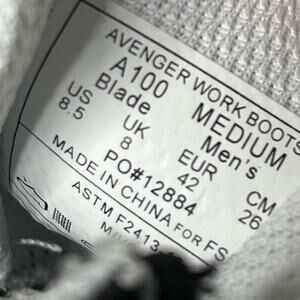 AVENGER WORK BOOTS
A100 MEDIUM
Blade Men's
US UK EUR CM
8.5 8 42 26
PO#12884
MADE IN CHINA FOR FS
ASTM F2413-